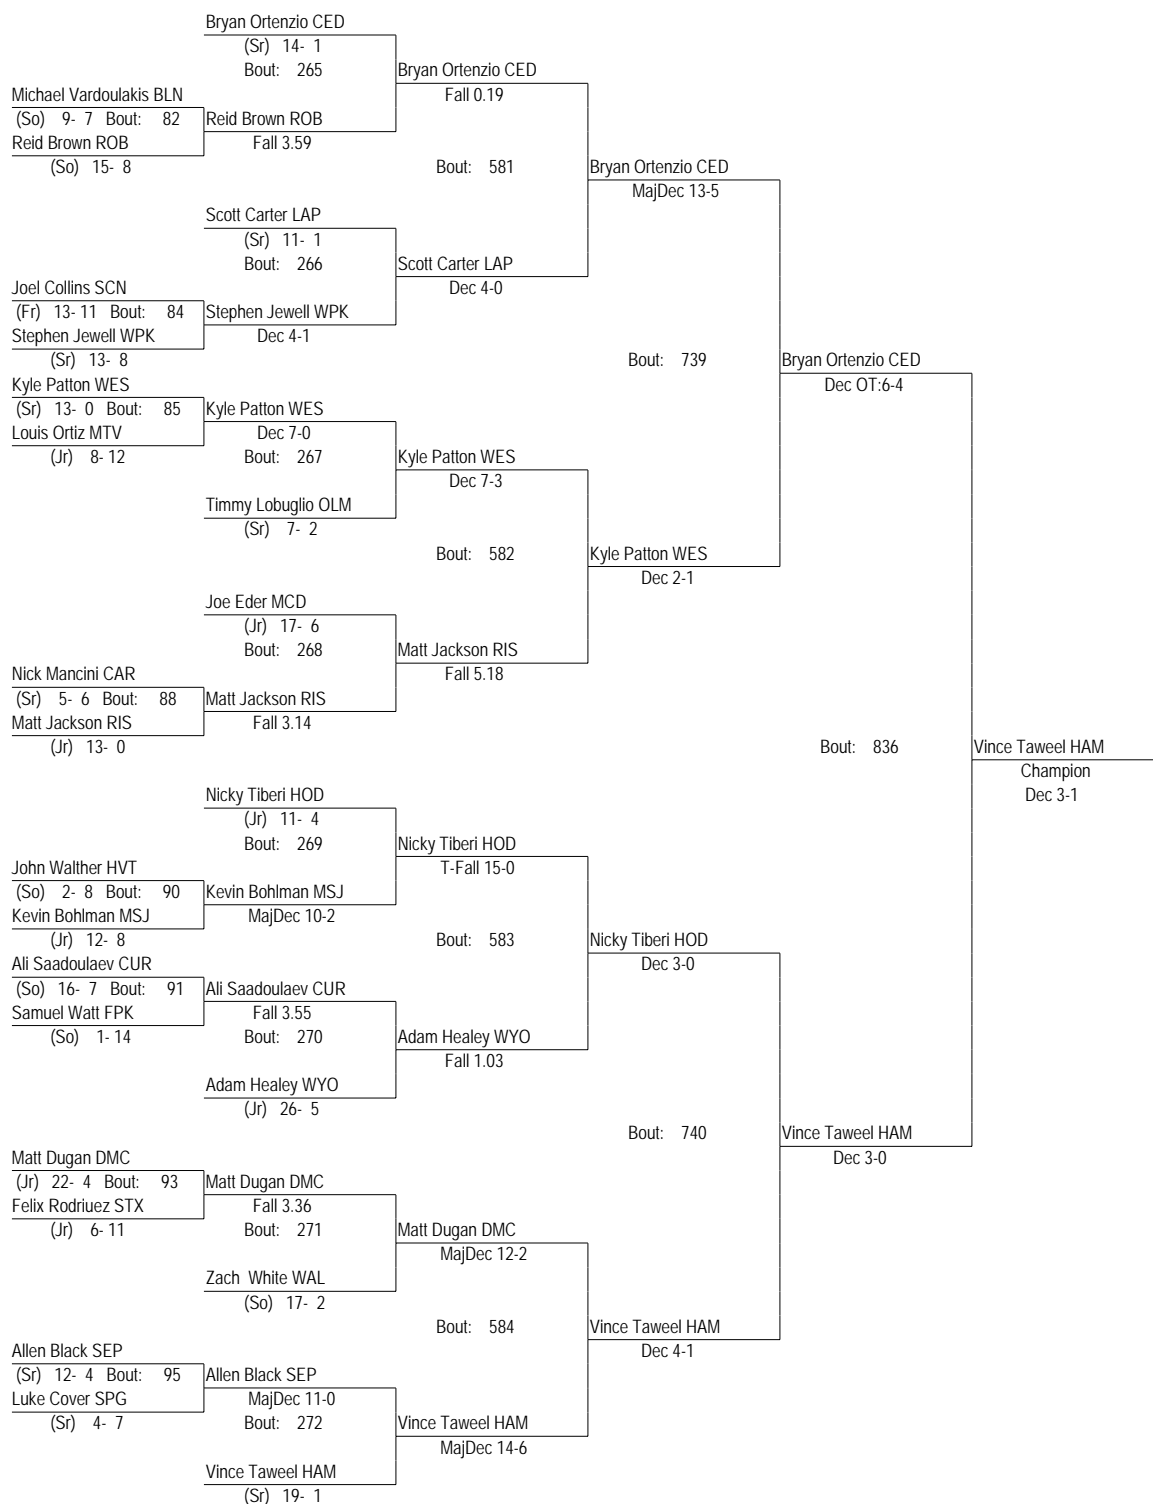 Bryan Ortenzio CED
(Sr) 14- 1
Bout: 265
Bryan Ortenzio CED
Fall 0.19
Michael Vardoulakis BLN
(So) 9- 7 Bout: 82
Reid Brown ROB
Reid Brown ROB
Fall 3.59
(So) 15- 8
Bout: 581
Bryan Ortenzio CED
MajDec 13-5
Scott Carter LAP
(Sr) 11- 1
Bout: 266
Scott Carter LAP
Dec 4-0
Joel Collins SCN
(Fr) 13- 11 Bout: 84
Stephen Jewell WPK
Stephen Jewell WPK
Dec 4-1
(Sr) 13- 8
Bout: 739
Bryan Ortenzio CED
Dec OT:6-4
Kyle Patton WES
(Sr) 13- 0 Bout: 85
Kyle Patton WES
Louis Ortiz MTV
Dec 7-0
(Jr) 8- 12
Bout: 267
Kyle Patton WES
Dec 7-3
Timmy Lobuglio OLM
(Sr) 7- 2
Bout: 582
Kyle Patton WES
Dec 2-1
Joe Eder MCD
(Jr) 17- 6
Bout: 268
Matt Jackson RIS
Fall 5.18
Nick Mancini CAR
(Sr) 5- 6 Bout: 88
Matt Jackson RIS
Matt Jackson RIS
Fall 3.14
(Jr) 13- 0
Bout: 836
Vince Taweel HAM
Champion
Dec 3-1
Nicky Tiberi HOD
(Jr) 11- 4
Bout: 269
Nicky Tiberi HOD
T-Fall 15-0
John Walther HVT
(So) 2- 8 Bout: 90
Kevin Bohlman MSJ
Kevin Bohlman MSJ
MajDec 10-2
(Jr) 12- 8
Bout: 583
Nicky Tiberi HOD
Dec 3-0
Ali Saadoulaev CUR
(So) 16- 7 Bout: 91
Ali Saadoulaev CUR
Samuel Watt FPK
Fall 3.55
(So) 1- 14
Bout: 270
Adam Healey WYO
Fall 1.03
Adam Healey WYO
(Jr) 26- 5
Bout: 740
Vince Taweel HAM
Dec 3-0
Matt Dugan DMC
(Jr) 22- 4 Bout: 93
Matt Dugan DMC
Felix Rodriuez STX
Fall 3.36
(Jr) 6- 11
Bout: 271
Matt Dugan DMC
MajDec 12-2
Zach White WAL
(So) 17- 2
Bout: 584
Vince Taweel HAM
Dec 4-1
Allen Black SEP
(Sr) 12- 4 Bout: 95
Allen Black SEP
Luke Cover SPG
MajDec 11-0
(Sr) 4- 7
Bout: 272
Vince Taweel HAM
MajDec 14-6
Vince Taweel HAM
(Sr) 19- 1